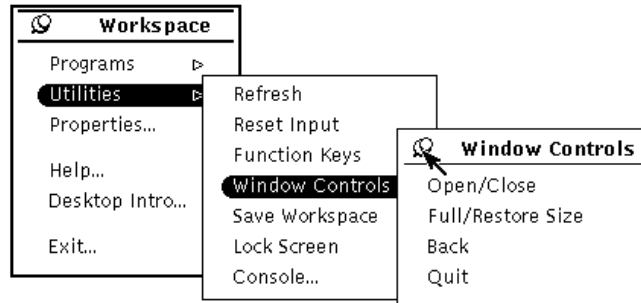 Workspace
Programs
Utilities
Properties...
Help...
Desktop Intro...
Exit...
Refresh
Reset Input
Function Keys
Window Controls
Save Workspace
Lock Screen
Console...
Window Controls
Open/Close
Full/Restore Size
Back
Quit